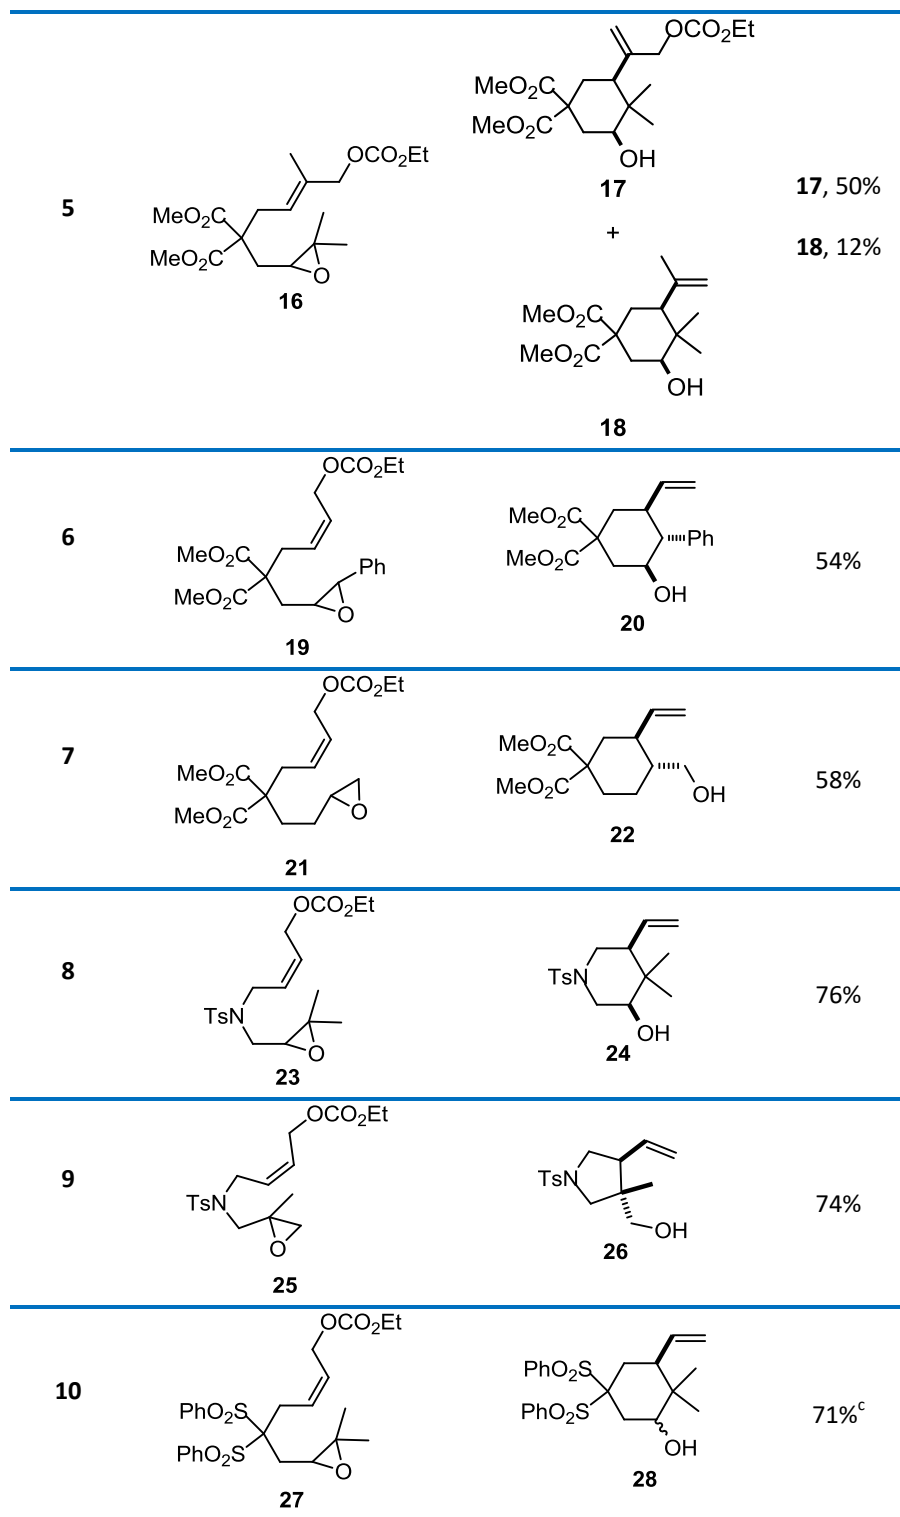 5
OCO₂Et
MeO₂C
MeO₂C
O
16
OCO₂Et
MeO₂C
MeO₂C
OH
17
+
MeO₂C
MeO₂C
OH
18
17, 50%
18, 12%
6
OCO₂Et
MeO₂C
Ph
MeO₂C
O
19
MeO₂C
Ph
MeO₂C
OH
20
54%
7
OCO₂Et
MeO₂C
MeO₂C
O
21
MeO₂C
MeO₂C
OH
22
58%
8
OCO₂Et
TsN
O
23
TsN
OH
24
76%
9
OCO₂Et
TsN
O
25
TsN
OH
26
74%
10
OCO₂Et
PhO₂S
PhO₂S
O
27
PhO₂S
PhO₂S
OH
28
71%ᶜ